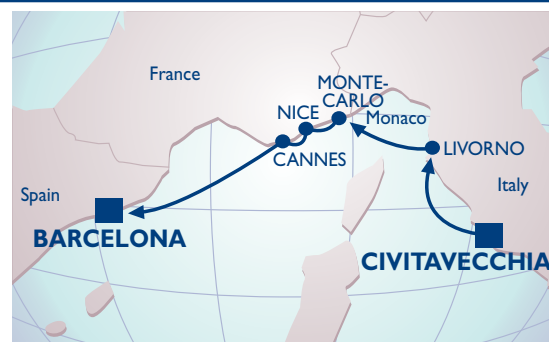 France
MONTE-
CARLO
NICE
Monaco
CANNES
LIVORNO
Spain
Italy
BARCELONA
CIVITAVECCHIA